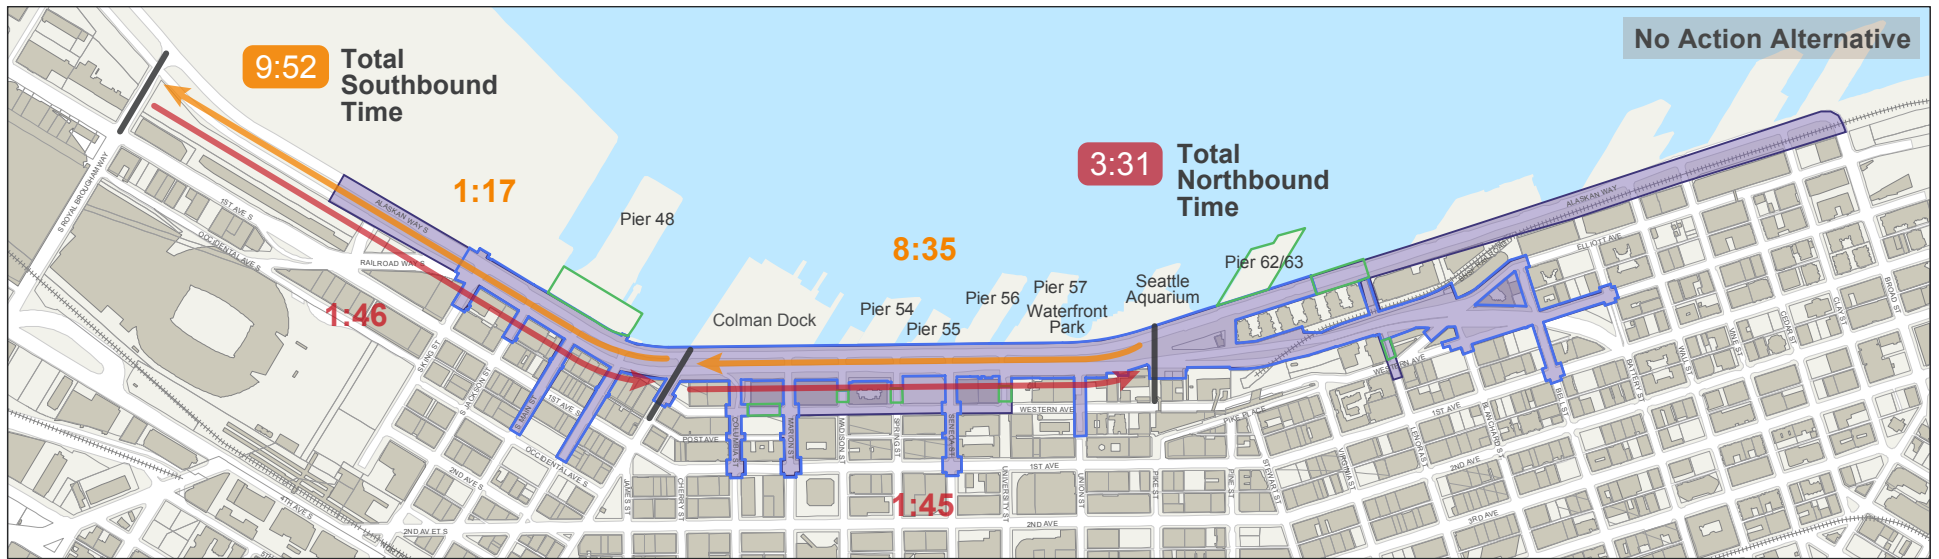 No Action Alternative
9:52
Total
Southbound
Time
3:31
Total
Northbound
Time
1:17
8:35
1:46
1:45
Pier 48
Colman Dock
Pier 54
Pier 55
Pier 56
Pier 57
Waterfront
Park
Seattle
Aquarium
Pier 62/63
S ROYAL BROUGHAM WAY
1ST AVE S
OCCIDENTAL AVE S
RAILROAD WAY S
ALASKAN WAY S
S KING ST
S JACKSON ST
S MAIN ST
1ST AVE S
OCCIDENTAL AVE S
2ND AVE S
4TH AVE S
2ND AV ET S
JAMES ST
CHERRY ST
POST AVE
COLUMBIA ST
MARION ST
MADISON ST
SPRING ST
SENECA ST
UNIVERSITY ST
UNION ST
PIKE ST
PINE ST
STEWART ST
VIRGINIA ST
LENORA ST
BLANCHARD ST
BELL ST
BATTERY ST
WALL ST
VINE ST
CEDAR ST
CLAY ST
BROAD ST
WESTERN AVE
1ST AVE
2ND AVE
PIKE PLACE
WESTERN AVE
1ST AVE
2ND AVE
3RD AVE
ELLIOTT AVE
ALASKAN WAY